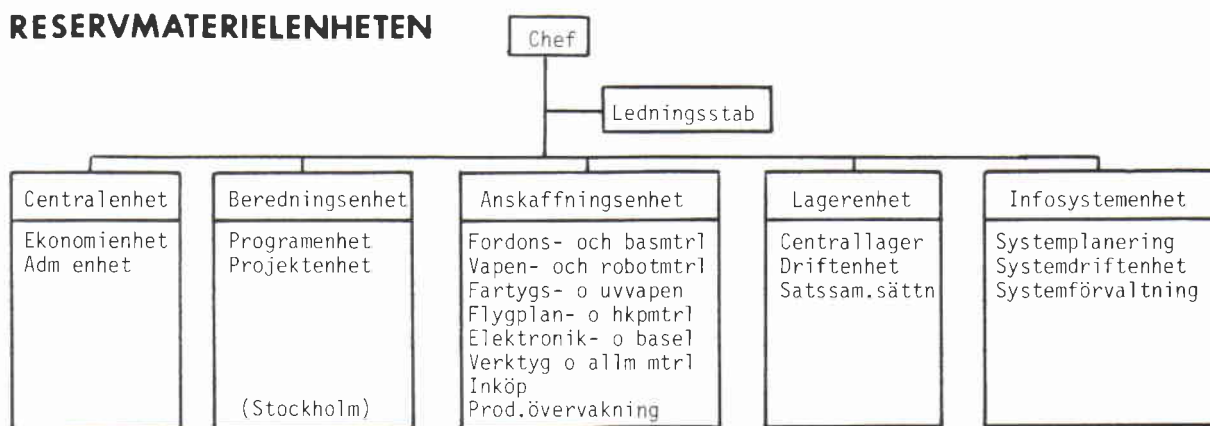 RESERVMATERIELENHETEN
Chef
Ledningsstab
Centralenhet
Ekonomienhet
Adm enhet
Beredningsenhet
Programenhet
Projektenhet
(Stockholm)
Anskaffningsenhet
Fordons- och basmtrl
Vapen- och robotmtrl
Fartygs- o uvvapen
Flygplan- o hkpmtrl
Elektronik- o basel
Verktyg o allm mtrl
Inköp
Prod.övervakning
Lagerenhet
Centrallager
Driftenhet
Satssam.sättn
Infosystemenhet
Systemplanering
Systemdriftenhet
Systemförvaltning